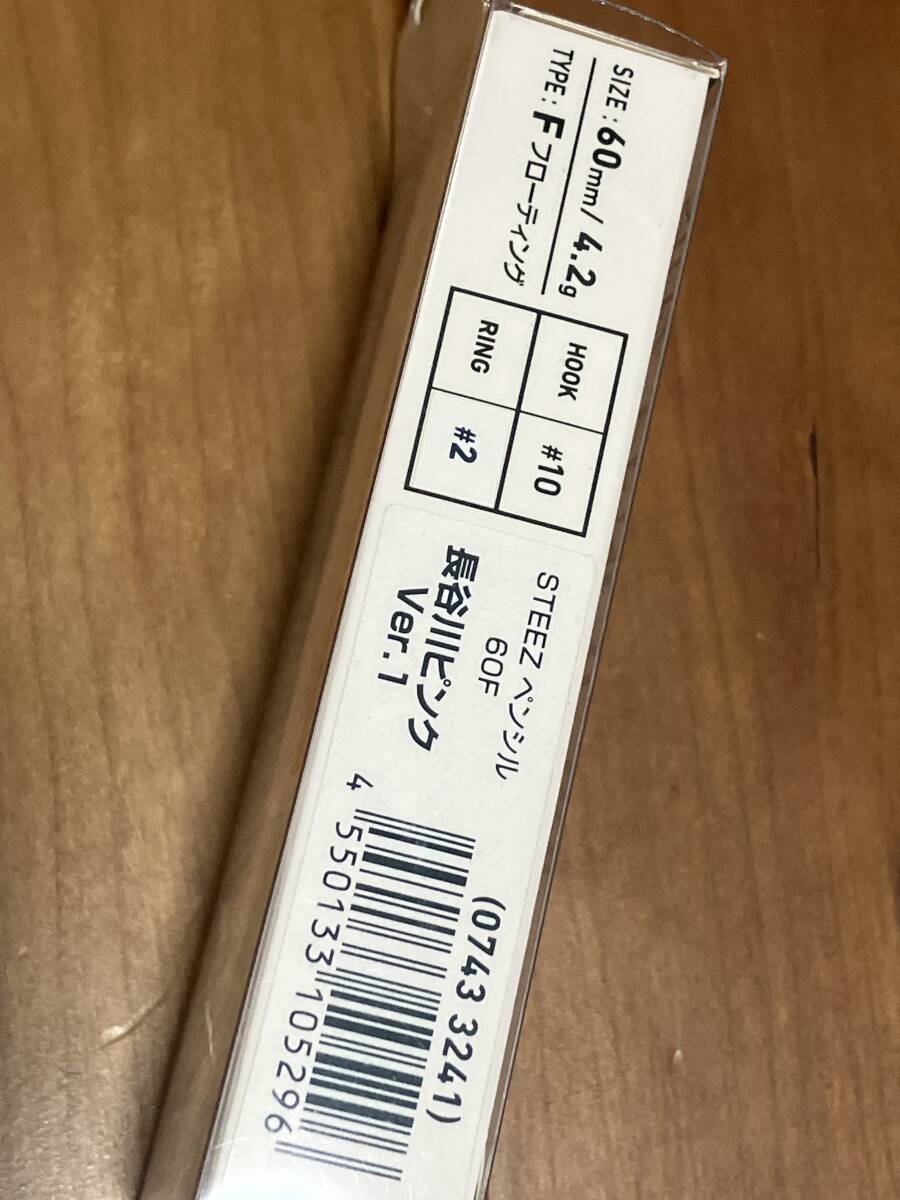 SIZE : 60mm/ 4.2g
TYPE : F フローティング
HOOK #10
RING #2
STEEZ ペンシル
60F
長谷川ピンク
Ver.1
(0743 3241)
4 550133 105296